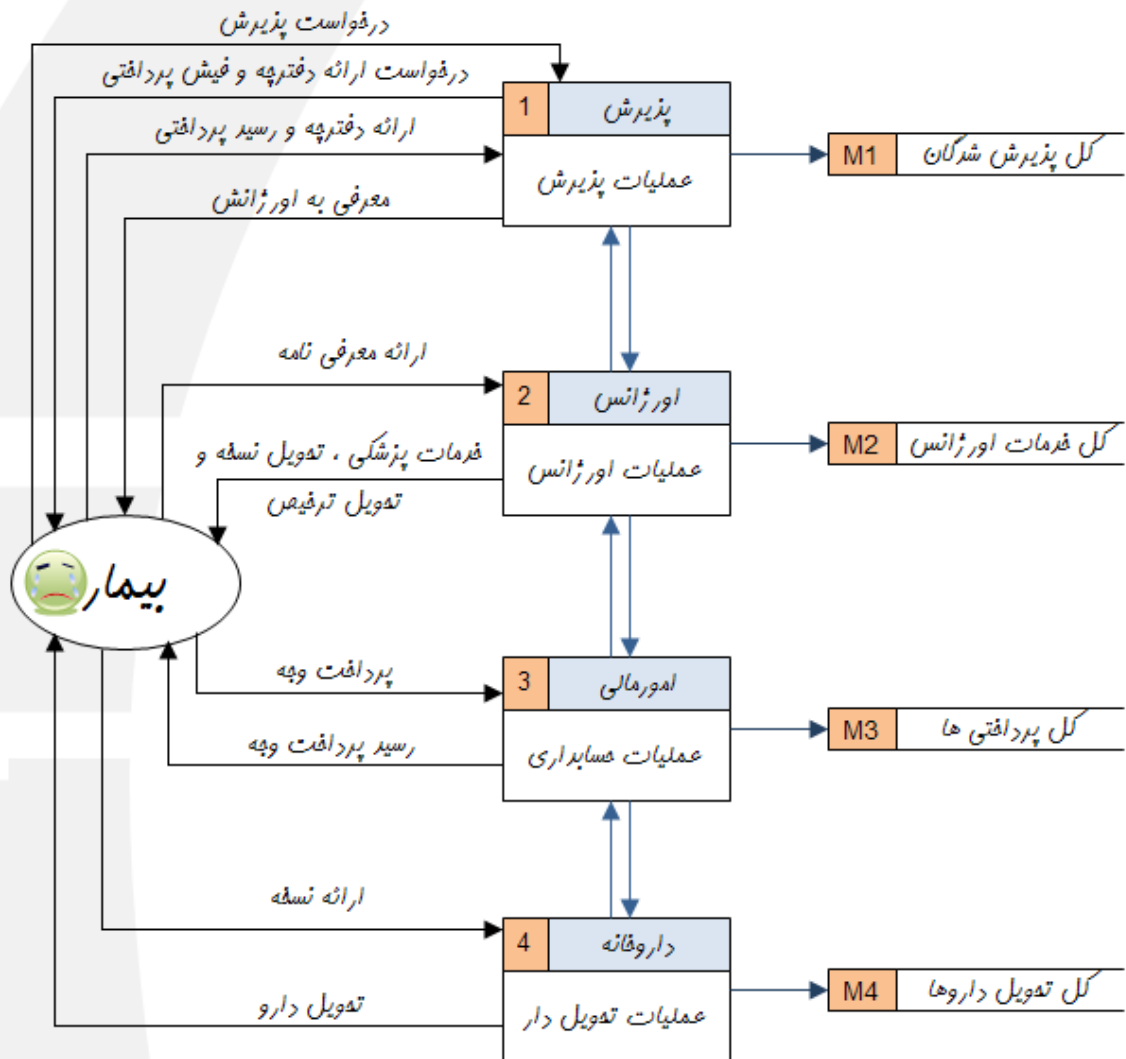 درخواست پذیرش
درخواست ارائه دفترچه و فیش پرداختی
ارائه دفترچه و رسید پرداختی
معرفی به اورژانش
1
پذیرش
عملیات پذیرش
M1
کل پذیرش شدگان
ارائه معرفی نامه
خدمات پزشکی ، تحویل نسخه و
تحویل ترخیص
2
اورژانس
عملیات اورژانس
M2
کل خدمات اورژانس
بیمار
پرداخت وجه
رسید پرداخت وجه
3
امورمالی
عملیات حسابداری
M3
کل پرداختی ها
ارائه نسخه
تحویل دارو
4
داروخانه
عملیات تحویل دار
M4
کل تحویل داروها